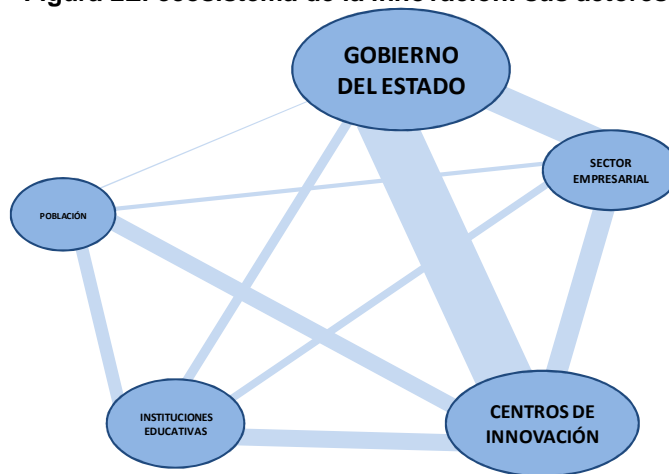 GOBIERNO
DEL ESTADO
SECTOR
EMPRESARIAL
POBLACIÓN
INSTITUCIONES
EDUCATIVAS
CENTROS DE
INNOVACIÓN